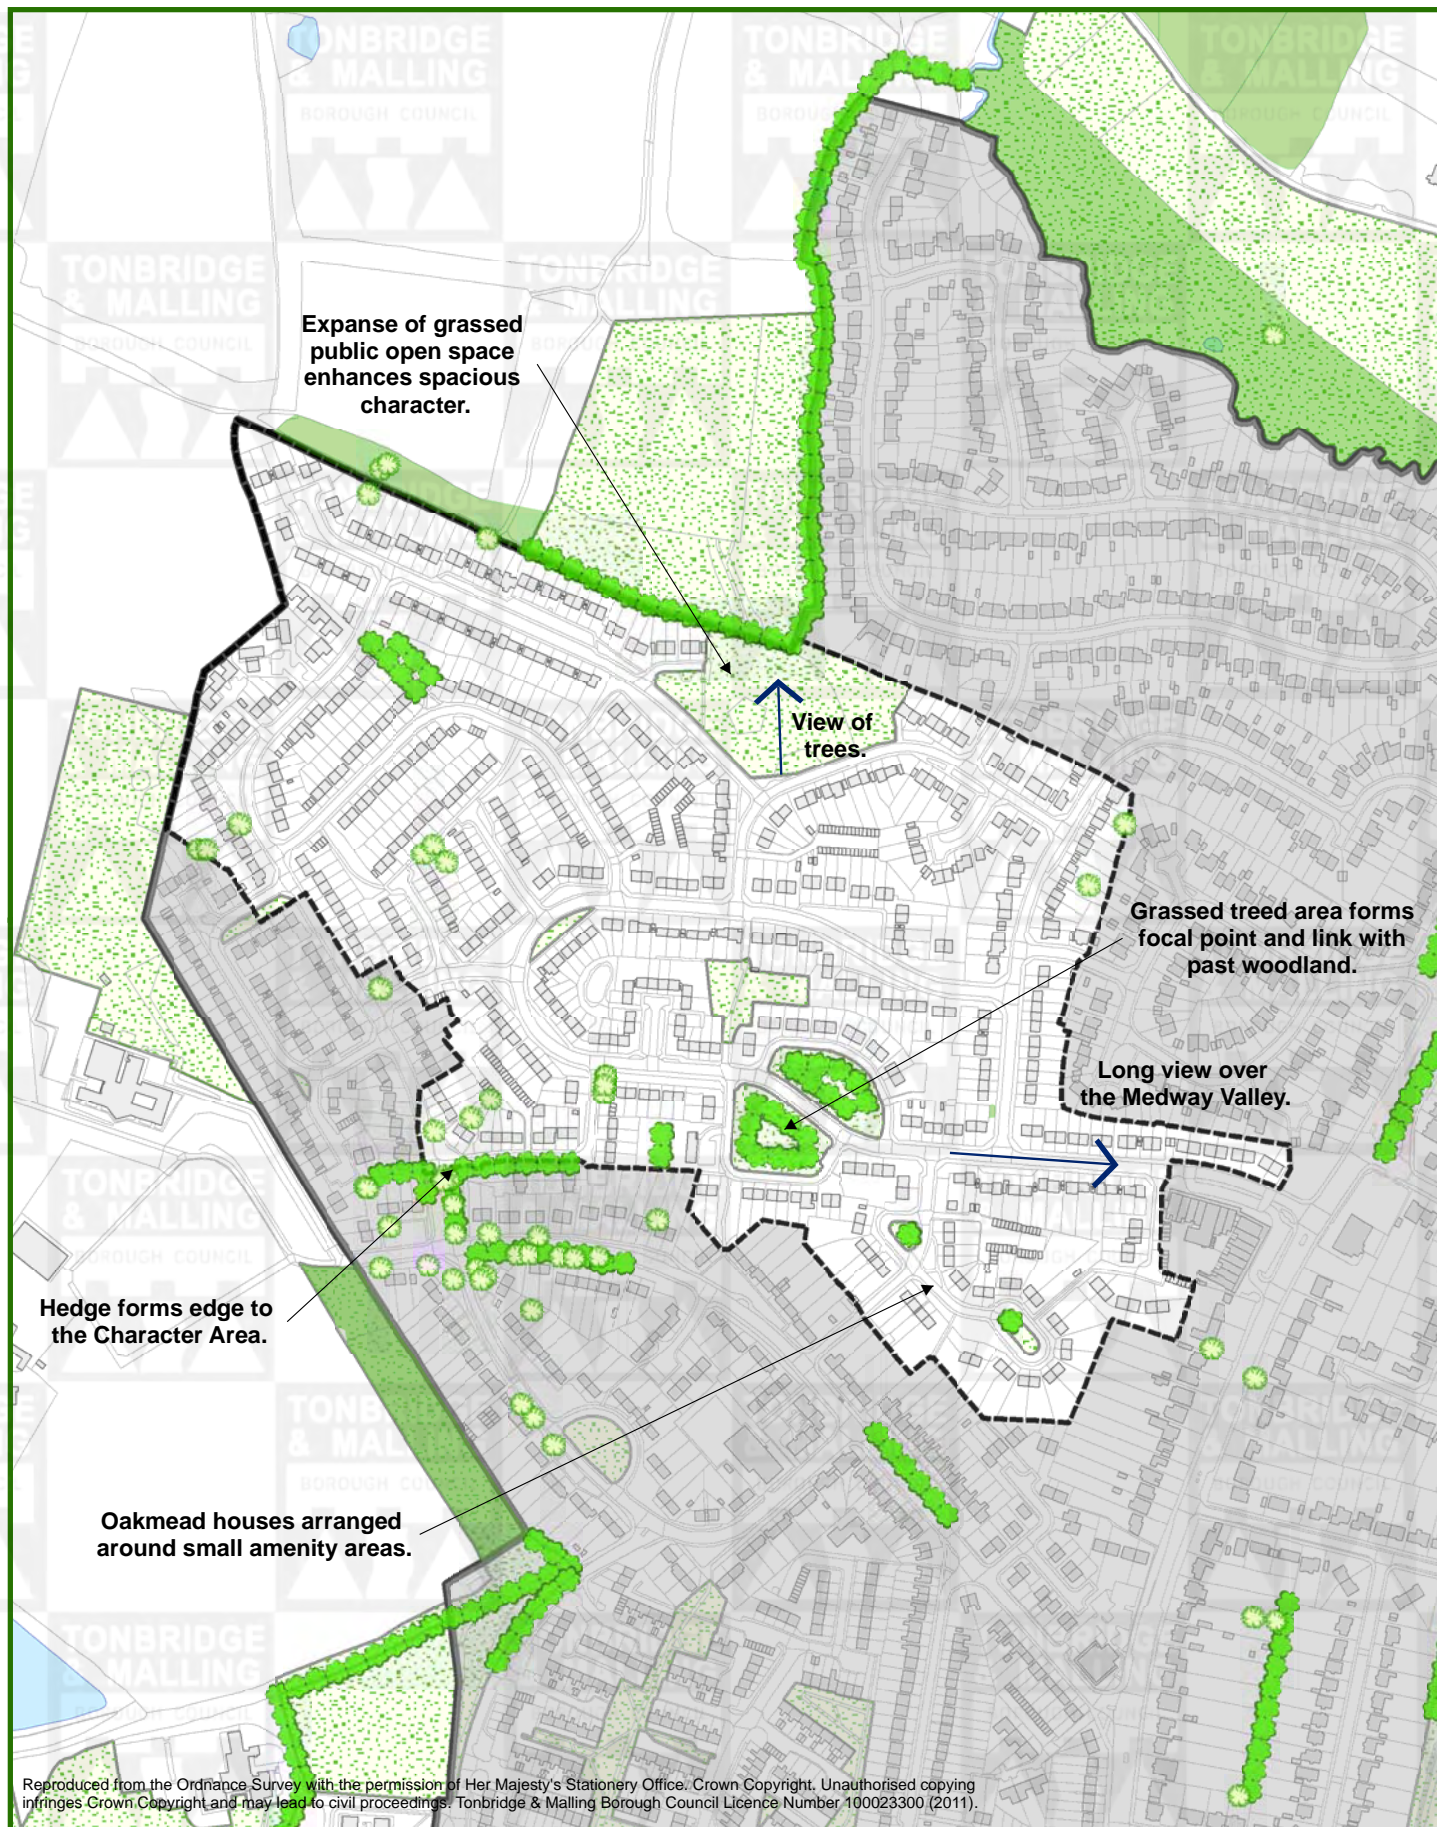 Expanse of grassed
public open space
enhances spacious
character.
View of
trees.
Grassed treed area forms
focal point and link with
past woodland.
Long view over
the Medway Valley.
Hedge forms edge to
the Character Area.
Oakmead houses arranged
around small amenity areas.
Reproduced from the Ordnance Survey with the permission of Her Majesty's Stationery Office. Crown Copyright. Unauthorised copying
infringes Crown Copyright and may lead to civil proceedings. Tonbridge & Malling Borough Council Licence Number 100023300 (2011).
TONBRIDGE
& MALLING
BOROUGH COUNCIL